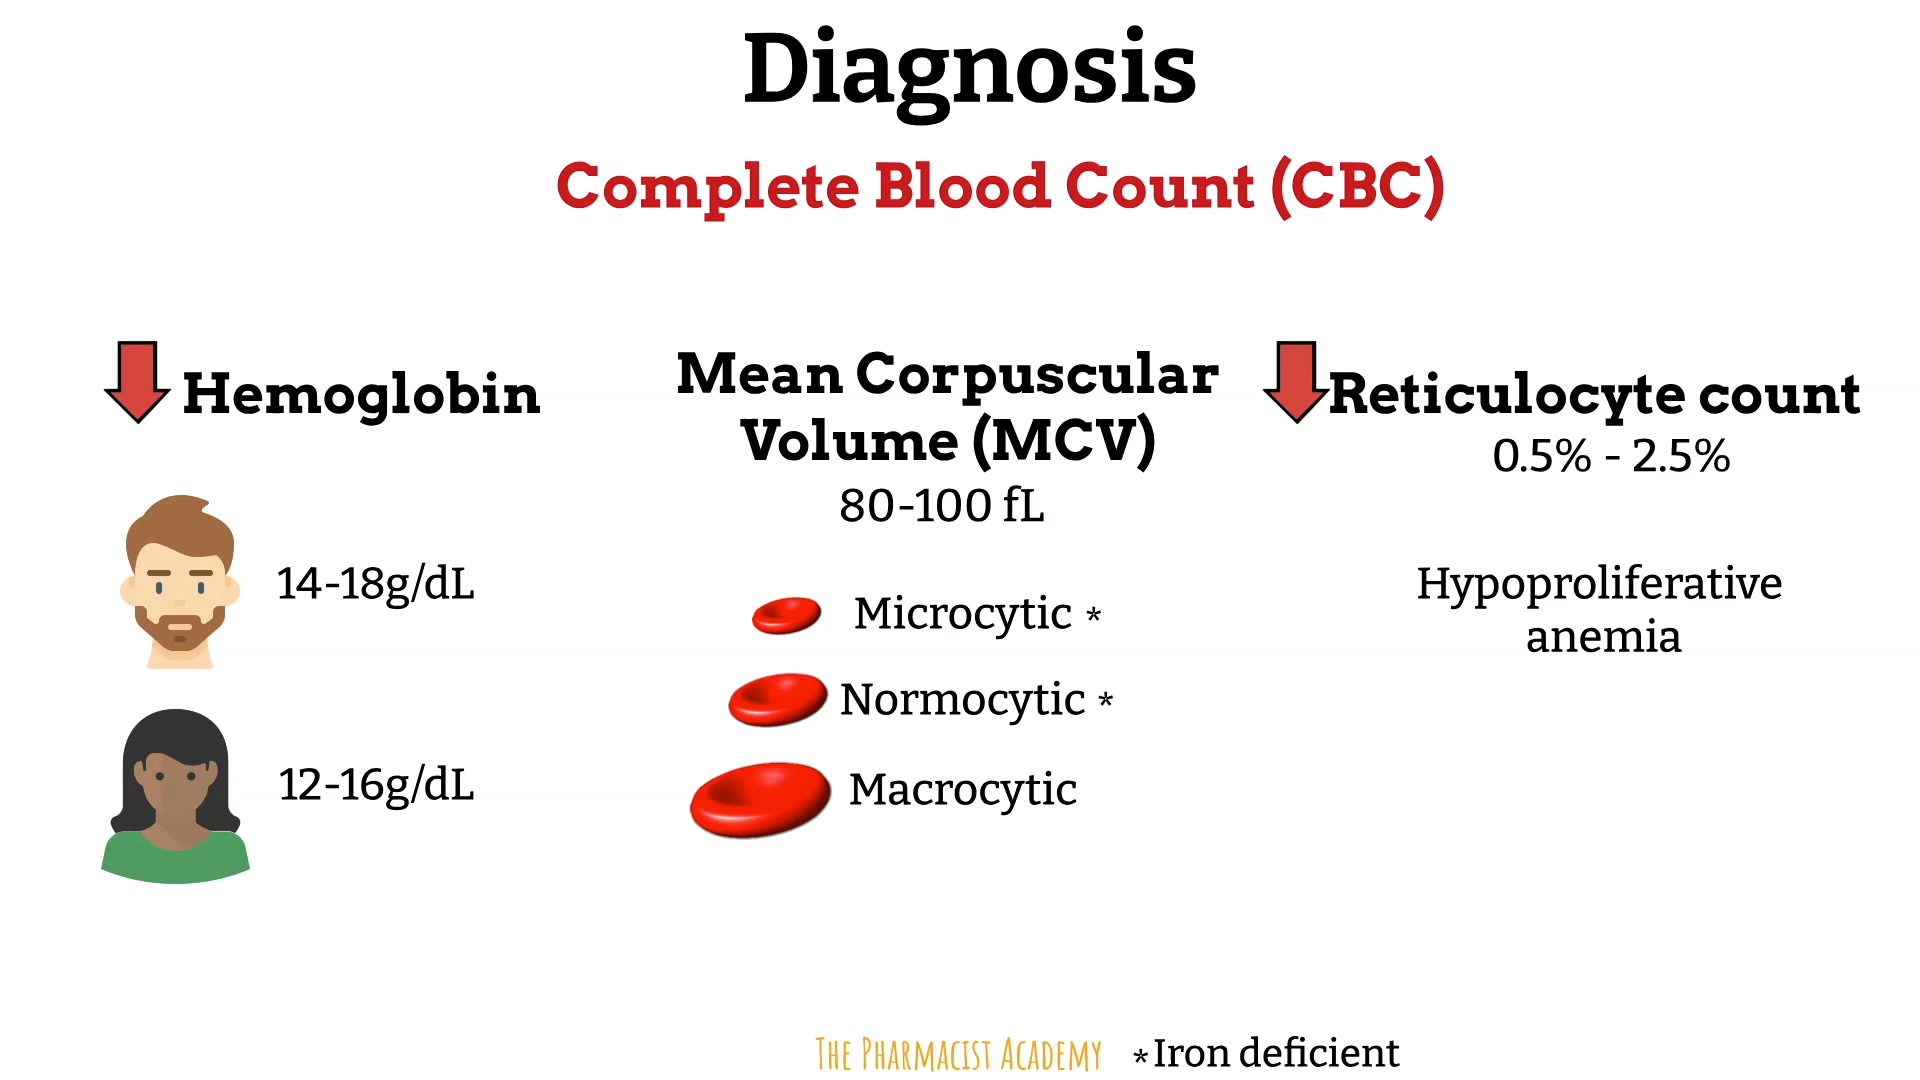 Diagnosis
Complete Blood Count (CBC)
Hemoglobin
14-18g/dL
12-16g/dL
Mean Corpuscular
Volume (MCV)
80-100 fL
Microcytic *
Normocytic *
Macrocytic
Reticulocyte count
0.5% - 2.5%
Hypoproliferative
anemia
The Pharmacist Academy
*Iron deficient